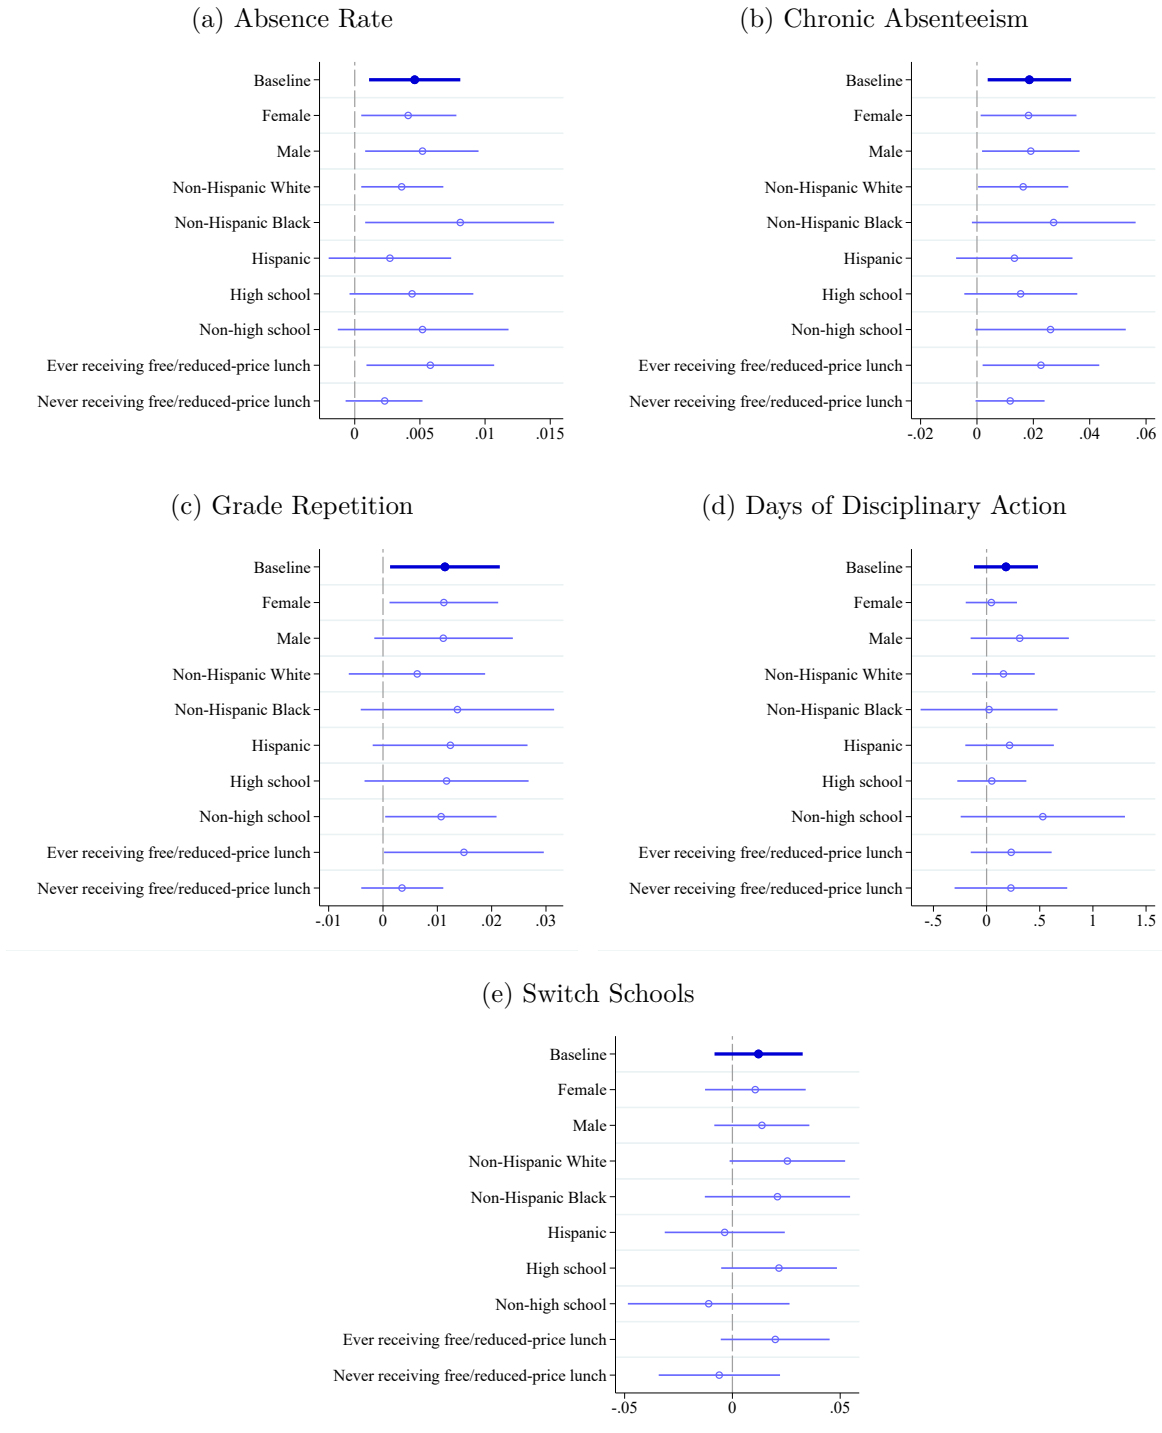 (a) Absence Rate
Baseline
Female
Male
Non-Hispanic White
Non-Hispanic Black
Hispanic
High school
Non-high school
Ever receiving free/reduced-price lunch
Never receiving free/reduced-price lunch
0 .005 .01 .015
(b) Chronic Absenteeism
Baseline
Female
Male
Non-Hispanic White
Non-Hispanic Black
Hispanic
High school
Non-high school
Ever receiving free/reduced-price lunch
Never receiving free/reduced-price lunch
-.02 0 .02 .04 .06
(c) Grade Repetition
Baseline
Female
Male
Non-Hispanic White
Non-Hispanic Black
Hispanic
High school
Non-high school
Ever receiving free/reduced-price lunch
Never receiving free/reduced-price lunch
-.01 0 .01 .02 .03
(d) Days of Disciplinary Action
Baseline
Female
Male
Non-Hispanic White
Non-Hispanic Black
Hispanic
High school
Non-high school
Ever receiving free/reduced-price lunch
Never receiving free/reduced-price lunch
-.5 0 .5 1 1.5
(e) Switch Schools
Baseline
Female
Male
Non-Hispanic White
Non-Hispanic Black
Hispanic
High school
Non-high school
Ever receiving free/reduced-price lunch
Never receiving free/reduced-price lunch
-.05 0 .05